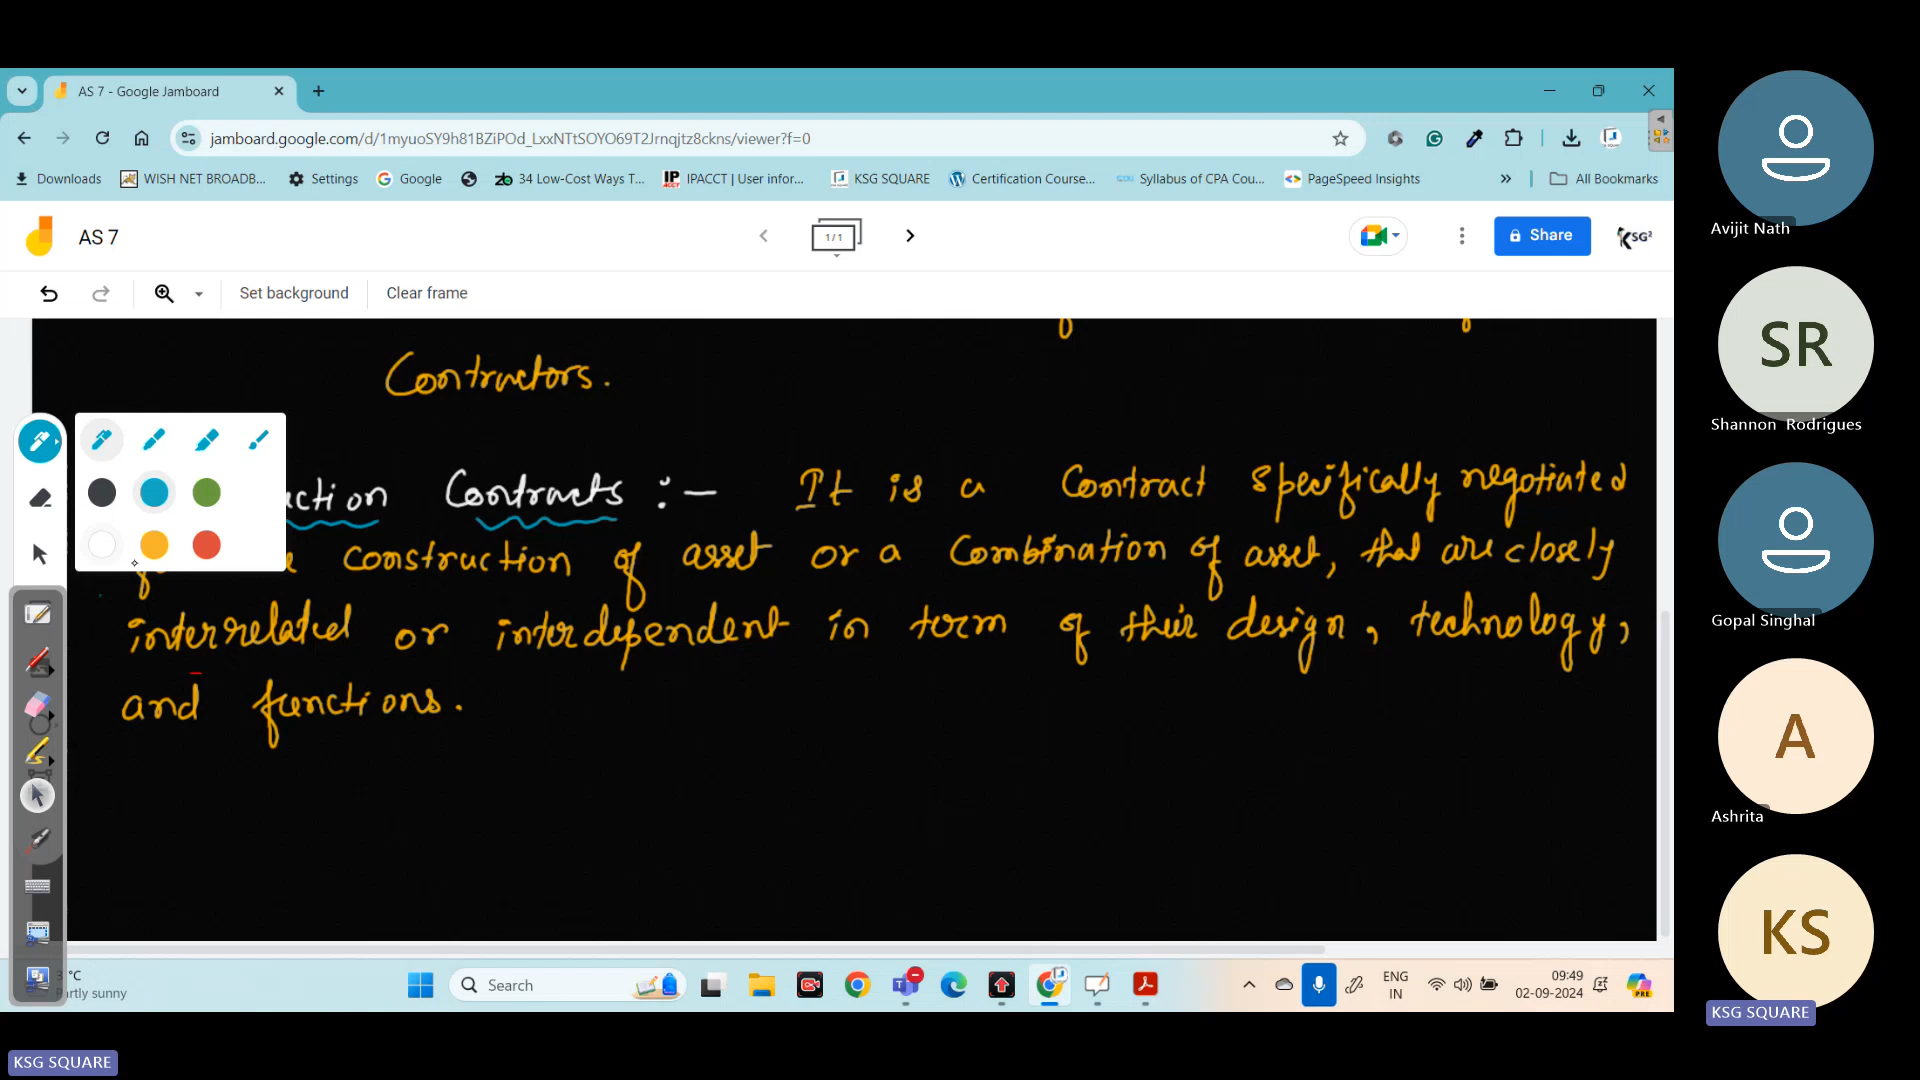 AS 7 - Google Jamboard
jamboard.google.com/d/1myuoSY9h81BZiPOd_LxxNTtSOYO69T2Jrnqjtz8ckns/viewer?f=0
Downloads WISH NET BROADB... Settings Google 34 Low-Cost Ways T... IPACCT | User infor... KSG SQUARE Certification Course... Syllabus of CPA Cou... PageSpeed Insights » All Bookmarks
AS 7 1/1 Share KSG²
Set background Clear frame
Contractors.
ction Contracts :- It is a Contract specifically negotiated
construction of asset or a combination of asset, that are closely
interrelated or interdependent in term of their design, technology,
and functions.
°C
rtly sunny
Search
ENG
IN
09:49
02-09-2024
PRE
Avijit Nath
SR
Shannon Rodrigues
Gopal Singhal
A
Ashrita
KS
KSG SQUARE
KSG SQUARE